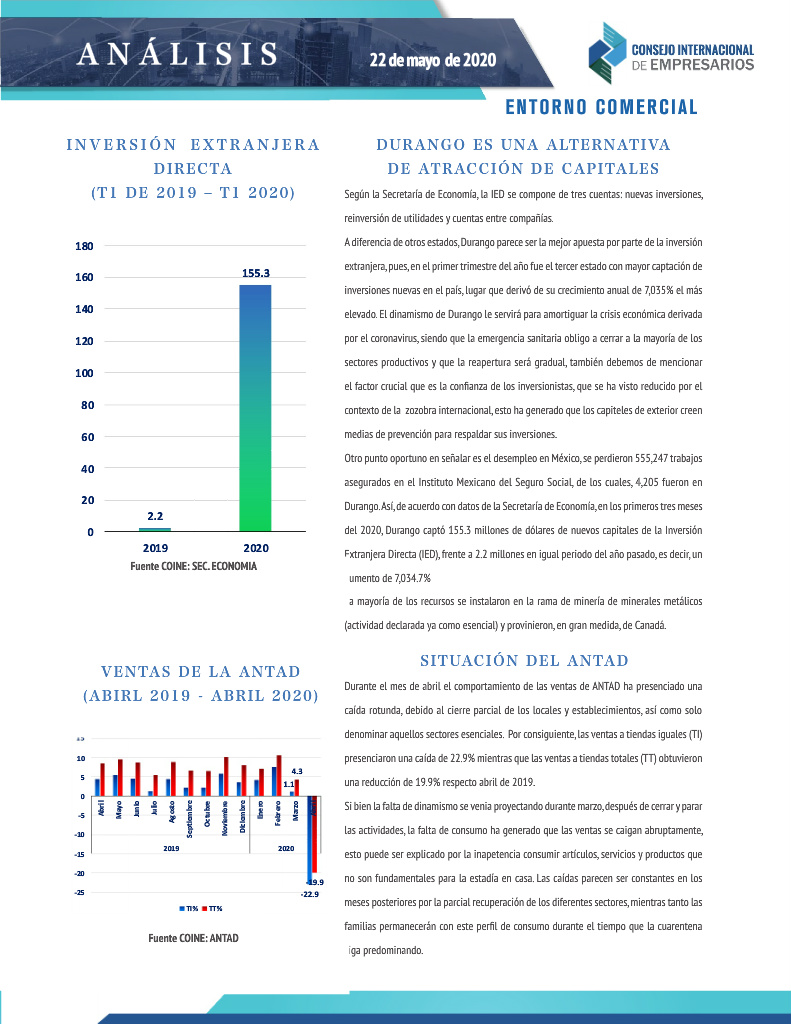 ANÁLISIS
22 de mayo de 2020
CONSEJO INTERNACIONAL
DE EMPRESARIOS
ENTORNO COMERCIAL
INVERSIÓN EXTRANJERA
DIRECTA
(T1 DE 2019 – T1 2020)
180
160
140
120
100
80
60
40
20
0
2.2
155.3
2019
2020
Fuente COINE: SEC. ECONOMIA
DURANGO ES UNA ALTERNATIVA
DE ATRACCIÓN DE CAPITALES
Según la Secretaría de Economía, la IED se compone de tres cuentas: nuevas inversiones,
reinversión de utilidades y cuentas entre compañías.
A diferencia de otros estados, Durango parece ser la mejor apuesta por parte de la inversión
extranjera, pues, en el primer trimestre del año fue el tercer estado con mayor captación de
inversiones nuevas en el país, lugar que derivó de su crecimiento anual de 7,035% el más
elevado. El dinamismo de Durango le servirá para amortiguar la crisis económica derivada
por el coronavirus, siendo que la emergencia sanitaria obligo a cerrar a la mayoría de los
sectores productivos y que la reapertura será gradual, también debemos de mencionar
el factor crucial que es la confianza de los inversionistas, que se ha visto reducido por el
contexto de la zozobra internacional, esto ha generado que los capiteles de exterior creen
medias de prevención para respaldar sus inversiones.
Otro punto oportuno en señalar es el desempleo en México, se perdieron 555,247 trabajos
asegurados en el Instituto Mexicano del Seguro Social, de los cuales, 4,205 fueron en
Durango. Así, de acuerdo con datos de la Secretaría de Economía, en los primeros tres meses
del 2020, Durango captó 155.3 millones de dólares de nuevos capitales de la Inversión
Extranjera Directa (IED), frente a 2.2 millones en igual periodo del año pasado, es decir, un
umento de 7,034.7%
a mayoría de los recursos se instalaron en la rama de minería de minerales metálicos
(actividad declarada ya como esencial) y provinieron, en gran medida, de Canadá.
VENTAS DE LA ANTAD
(ABIRL 2019 - ABRIL 2020)
15
10
5
0
-5
-10
-15
-20
-25
Abril
Mayo
Junio
Julio
Agosto
Septiembre
Octubre
Noviembre
Diciembre
Enero
Febrero
Marzo
Abril
2019
2020
1.1
4.3
-19.9
-22.9
TI% TT%
Fuente COINE: ANTAD
SITUACIÓN DEL ANTAD
Durante el mes de abril el comportamiento de las ventas de ANTAD ha presenciado una
caída rotunda, debido al cierre parcial de los locales y establecimientos, así como solo
denominar aquellos sectores esenciales. Por consiguiente, las ventas a tiendas iguales (TI)
presenciaron una caída de 22.9% mientras que las ventas a tiendas totales (TT) obtuvieron
una reducción de 19.9% respecto abril de 2019.
Si bien la falta de dinamismo se venia proyectando durante marzo, después de cerrar y parar
las actividades, la falta de consumo ha generado que las ventas se caigan abruptamente,
esto puede ser explicado por la inapetencia consumir artículos, servicios y productos que
no son fundamentales para la estadía en casa. Las caídas parecen ser constantes en los
meses posteriores por la parcial recuperación de los diferentes sectores, mientras tanto las
familias permanecerán con este perfil de consumo durante el tiempo que la cuarentena
iga predominando.